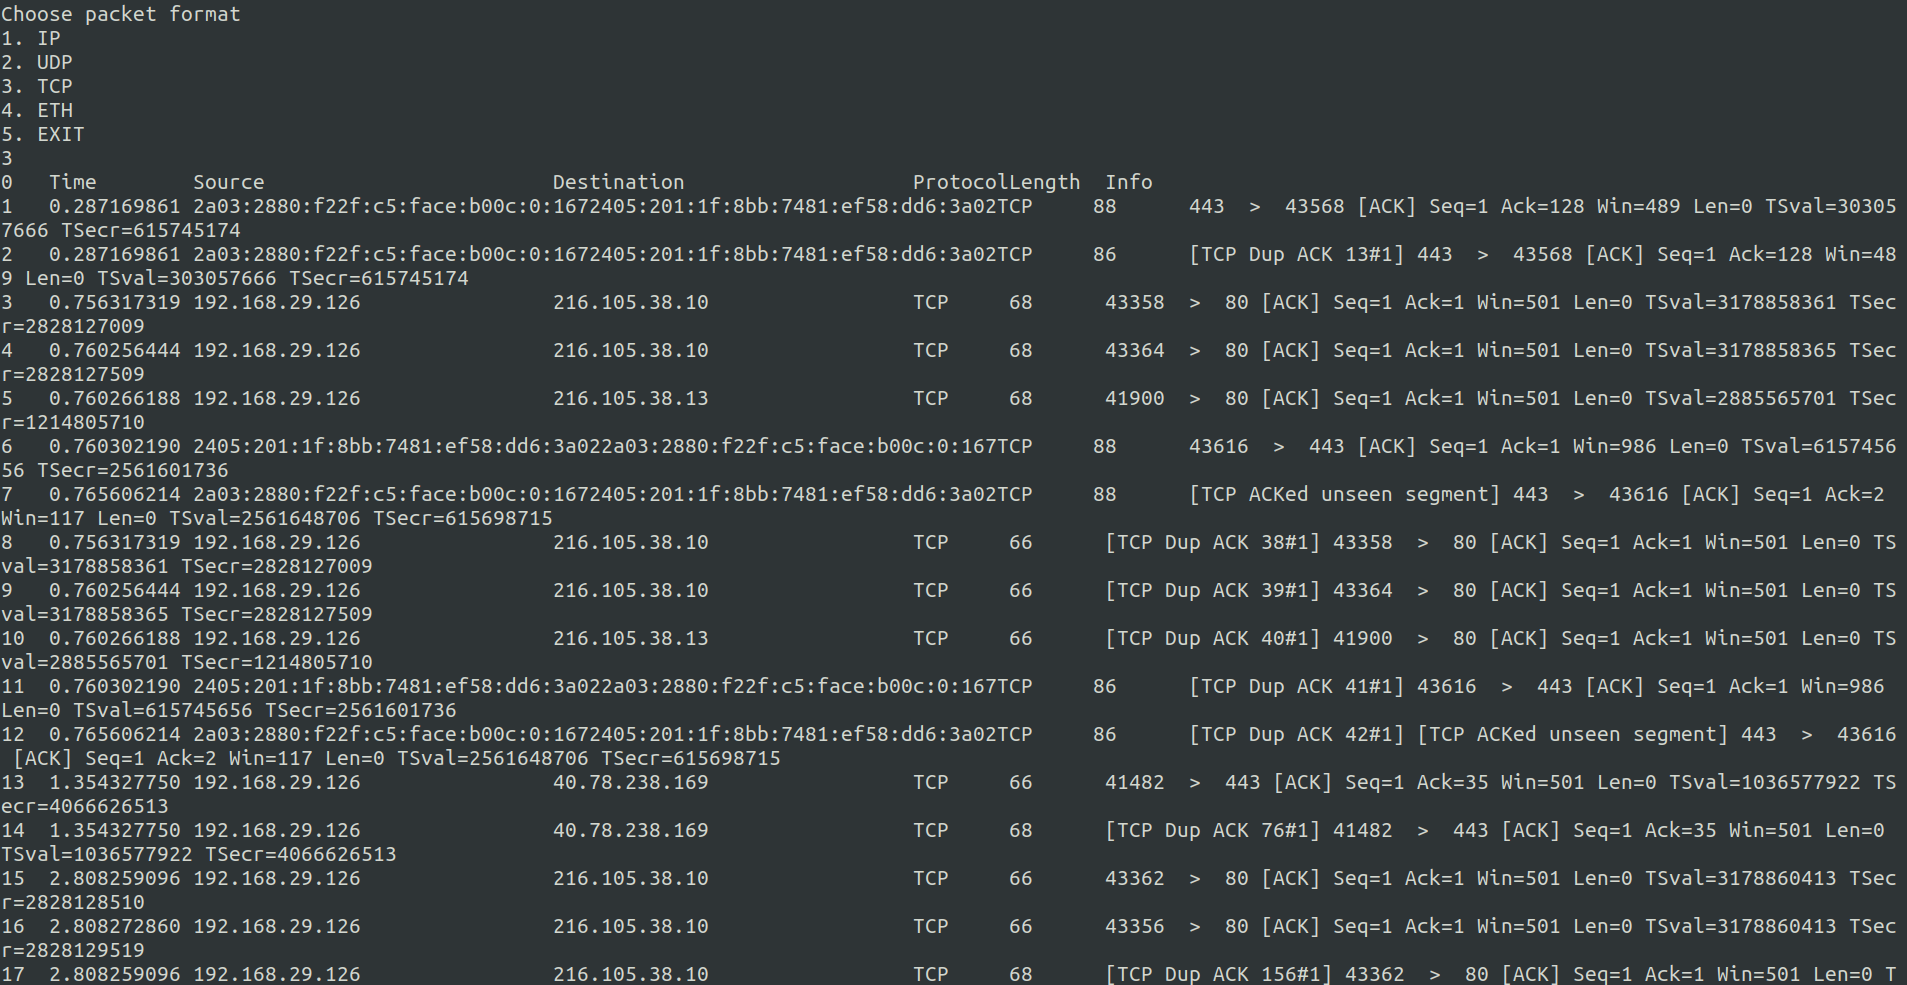 Choose packet format
1. IP
2. UDP
3. TCP
4. ETH
5. EXIT
3
0   Time        Source                        Destination                   ProtocolLength  Info
1   0.287169861 2a03:2880:f22f:c5:face:b00c:0:1672405:201:1f:8bb:7481:ef58:dd6:3a02TCP     88      443  >  43568 [ACK] Seq=1 Ack=128 Win=489 Len=0 TSval=30305
7666 TSecr=615745174
2   0.287169861 2a03:2880:f22f:c5:face:b00c:0:1672405:201:1f:8bb:7481:ef58:dd6:3a02TCP     86      [TCP Dup ACK 13#1] 443  >  43568 [ACK] Seq=1 Ack=128 Win=48
9 Len=0 TSval=303057666 TSecr=615745174
3   0.756317319 192.168.29.126                216.105.38.10                 TCP     68      43358  >  80 [ACK] Seq=1 Ack=1 Win=501 Len=0 TSval=3178858361 TSec
r=2828127009
4   0.760256444 192.168.29.126                216.105.38.10                 TCP     68      43364  >  80 [ACK] Seq=1 Ack=1 Win=501 Len=0 TSval=3178858365 TSec
r=2828127509
5   0.760266188 192.168.29.126                216.105.38.13                 TCP     68      41900  >  80 [ACK] Seq=1 Ack=1 Win=501 Len=0 TSval=2885565701 TSec
r=1214805710
6   0.760302190 2405:201:1f:8bb:7481:ef58:dd6:3a022a03:2880:f22f:c5:face:b00c:0:167TCP     88      43616  >  443 [ACK] Seq=1 Ack=1 Win=986 Len=0 TSval=6157456
56 TSecr=2561601736
7   0.765606214 2a03:2880:f22f:c5:face:b00c:0:1672405:201:1f:8bb:7481:ef58:dd6:3a02TCP     88      [TCP ACKed unseen segment] 443  >  43616 [ACK] Seq=1 Ack=2
Win=117 Len=0 TSval=2561648706 TSecr=615698715
8   0.756317319 192.168.29.126                216.105.38.10                 TCP     66      [TCP Dup ACK 38#1] 43358  >  80 [ACK] Seq=1 Ack=1 Win=501 Len=0 TS
val=3178858361 TSecr=2828127009
9   0.760256444 192.168.29.126                216.105.38.10                 TCP     66      [TCP Dup ACK 39#1] 43364  >  80 [ACK] Seq=1 Ack=1 Win=501 Len=0 TS
val=3178858365 TSecr=2828127509
10  0.760266188 192.168.29.126                216.105.38.13                 TCP     66      [TCP Dup ACK 40#1] 41900  >  80 [ACK] Seq=1 Ack=1 Win=501 Len=0 TS
val=2885565701 TSecr=1214805710
11  0.760302190 2405:201:1f:8bb:7481:ef58:dd6:3a022a03:2880:f22f:c5:face:b00c:0:167TCP     86      [TCP Dup ACK 41#1] 43616  >  443 [ACK] Seq=1 Ack=1 Win=986
Len=0 TSval=615745656 TSecr=2561601736
12  0.765606214 2a03:2880:f22f:c5:face:b00c:0:1672405:201:1f:8bb:7481:ef58:dd6:3a02TCP     86      [TCP Dup ACK 42#1] [TCP ACKed unseen segment] 443  >  43616
 [ACK] Seq=1 Ack=2 Win=117 Len=0 TSval=2561648706 TSecr=615698715
13  1.354327750 192.168.29.126                40.78.238.169                 TCP     66      41482  >  443 [ACK] Seq=1 Ack=35 Win=501 Len=0 TSval=1036577922 TS
ecr=4066626513
14  1.354327750 192.168.29.126                40.78.238.169                 TCP     68      [TCP Dup ACK 76#1] 41482  >  443 [ACK] Seq=1 Ack=35 Win=501 Len=0
TSval=1036577922 TSecr=4066626513
15  2.808259096 192.168.29.126                216.105.38.10                 TCP     66      43362  >  80 [ACK] Seq=1 Ack=1 Win=501 Len=0 TSval=3178860413 TSec
r=2828128510
16  2.808272860 192.168.29.126                216.105.38.10                 TCP     66      43356  >  80 [ACK] Seq=1 Ack=1 Win=501 Len=0 TSval=3178860413 TSec
r=2828129519
17  2.808259096 192.168.29.126                216.105.38.10                 TCP     68      [TCP Dup ACK 156#1] 43362  >  80 [ACK] Seq=1 Ack=1 Win=501 Len=0 T